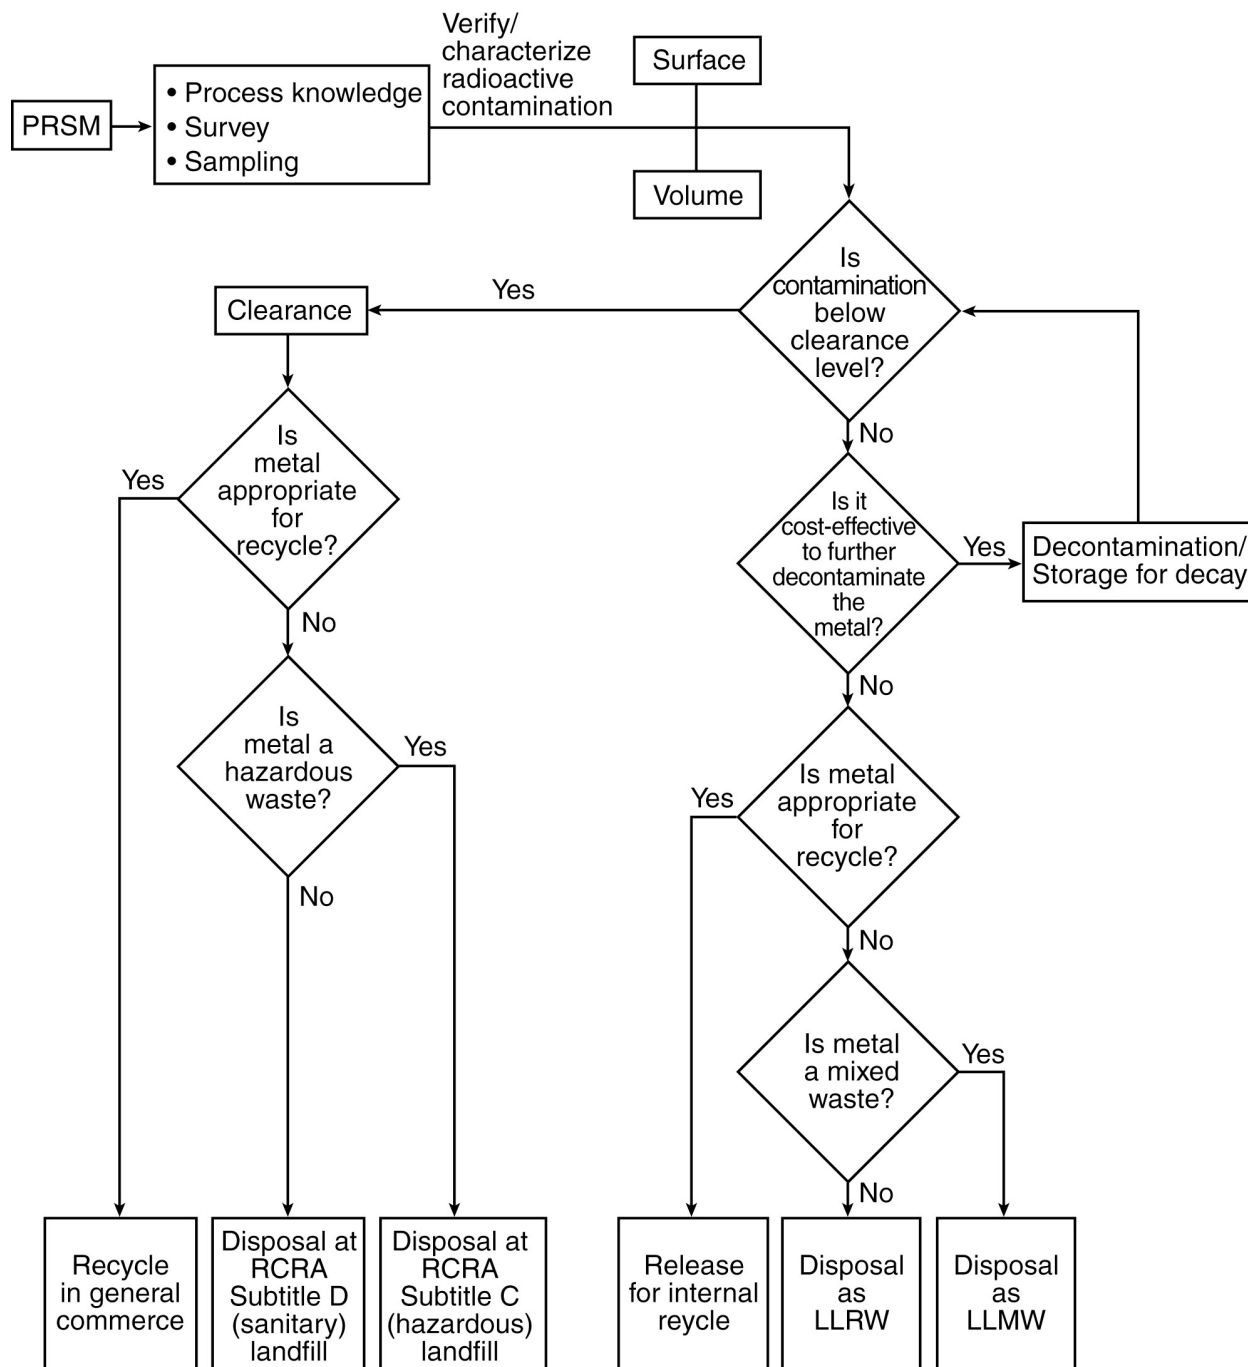 Verify/
characterize
radioactive
contamination
PRSM
• Process knowledge
• Survey
• Sampling
Surface
Volume
Is
contamination
below
clearance
level?
Yes
Clearance
No
Is
metal
appropriate
for
recycle?
Yes
No
Is it
cost-effective
to further
decontaminate
the
metal?
Yes
Decontamination/
Storage for decay
No
Is
metal a
hazardous
waste?
Yes
No
Is metal
appropriate
for
recycle?
Yes
No
Is metal
a mixed
waste?
Yes
No
Recycle
in general
commerce
Disposal at
RCRA
Subtitle D
(sanitary)
landfill
Disposal at
RCRA
Subtitle C
(hazardous)
landfill
Release
for internal
reycle
Disposal
as
LLRW
Disposal
as
LLMW